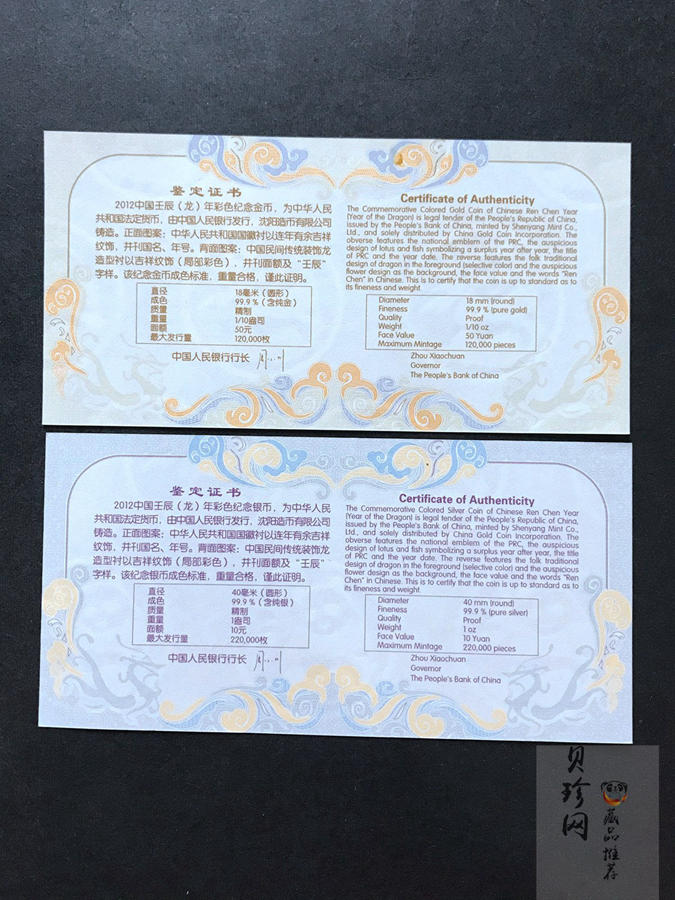 鉴定证书
2012中国壬辰（龙）年彩色纪念金币，为中华人民
共和国法定货币，由中国人民银行发行，沈阳造币有限公司
铸造。正面图案：中华人民共和国国徽衬以连年有余吉祥
纹饰，并刊国名、年号。背面图案：中国民间传统装饰龙
造型衬以吉祥纹饰（局部彩色），并刊面额及“壬辰”
字样。该纪念金币成色标准，重量合格，谨此证明。
直径 18毫米（圆形）
成色 99.9％（含纯金）
质量 精制
重量 1/10盎司
面额 50元
最大发行量 120,000枚
中国人民银行行长
Certificate of Authenticity
The Commemorative Colored Gold Coin of Chinese Ren Chen Year
(Year of the Dragon) is legal tender of the People's Republic of China,
issued by the People's Bank of China, minted by Shenyang Mint Co.,
Ltd., and solely distributed by China Gold Coin Incorporation. The
obverse features the national emblem of the PRC, the auspicious
design of lotus and fish symbolizing a surplus year after year, the title
of PRC and the year date. The reverse features the folk traditional
design of dragon in the foreground (selective color) and the auspicious
flower design as the background, the face value and the words "Ren
Chen" in Chinese. This is to certify that the coin is up to standard as to
its fineness and weight.
Diameter 18 mm (round)
Fineness 99.9 % (pure gold)
Quality Proof
Weight 1/10 oz
Face Value 50 Yuan
Maximum Mintage 120,000 pieces
Zhou Xiaochuan
Governor
The People's Bank of China
鉴定证书
2012中国壬辰（龙）年彩色纪念银币，为中华人民
共和国法定货币，由中国人民银行发行，沈阳造币有限公司
铸造。正面图案：中华人民共和国国徽衬以连年有余吉祥
纹饰，并刊国名、年号。背面图案：中国民间传统装饰龙
造型衬以吉祥纹饰（局部彩色），并刊面额及“壬辰”
字样。该纪念银币成色标准，重量合格，谨此证明。
直径 40毫米（圆形）
成色 99.9％（含纯银）
质量 精制
重量 1盎司
面额 10元
最大发行量 220,000枚
中国人民银行行长
Certificate of Authenticity
The Commemorative Colored Silver Coin of Chinese Ren Chen Year
(Year of the Dragon) is legal tender of the People's Republic of China,
issued by the People's Bank of China, minted by Shenyang Mint Co.,
Ltd., and solely distributed by China Gold Coin Incorporation. The
obverse features the national emblem of the PRC, the auspicious
design of lotus and fish symbolizing a surplus year after year, the title
of PRC and the year date. The reverse features the folk traditional
design of dragon in the foreground (selective color) and the auspicious
flower design as the background, the face value and the words "Ren
Chen" in Chinese. This is to certify that the coin is up to standard as to
its fineness and weight.
Diameter 40 mm (round)
Fineness 99.9 % (pure silver)
Quality Proof
Weight 1 oz
Face Value 10 Yuan
Maximum Mintage 220,000 pieces
Zhou Xiaochuan
Governor
The People's Bank of China
贝珍网
藏品推荐